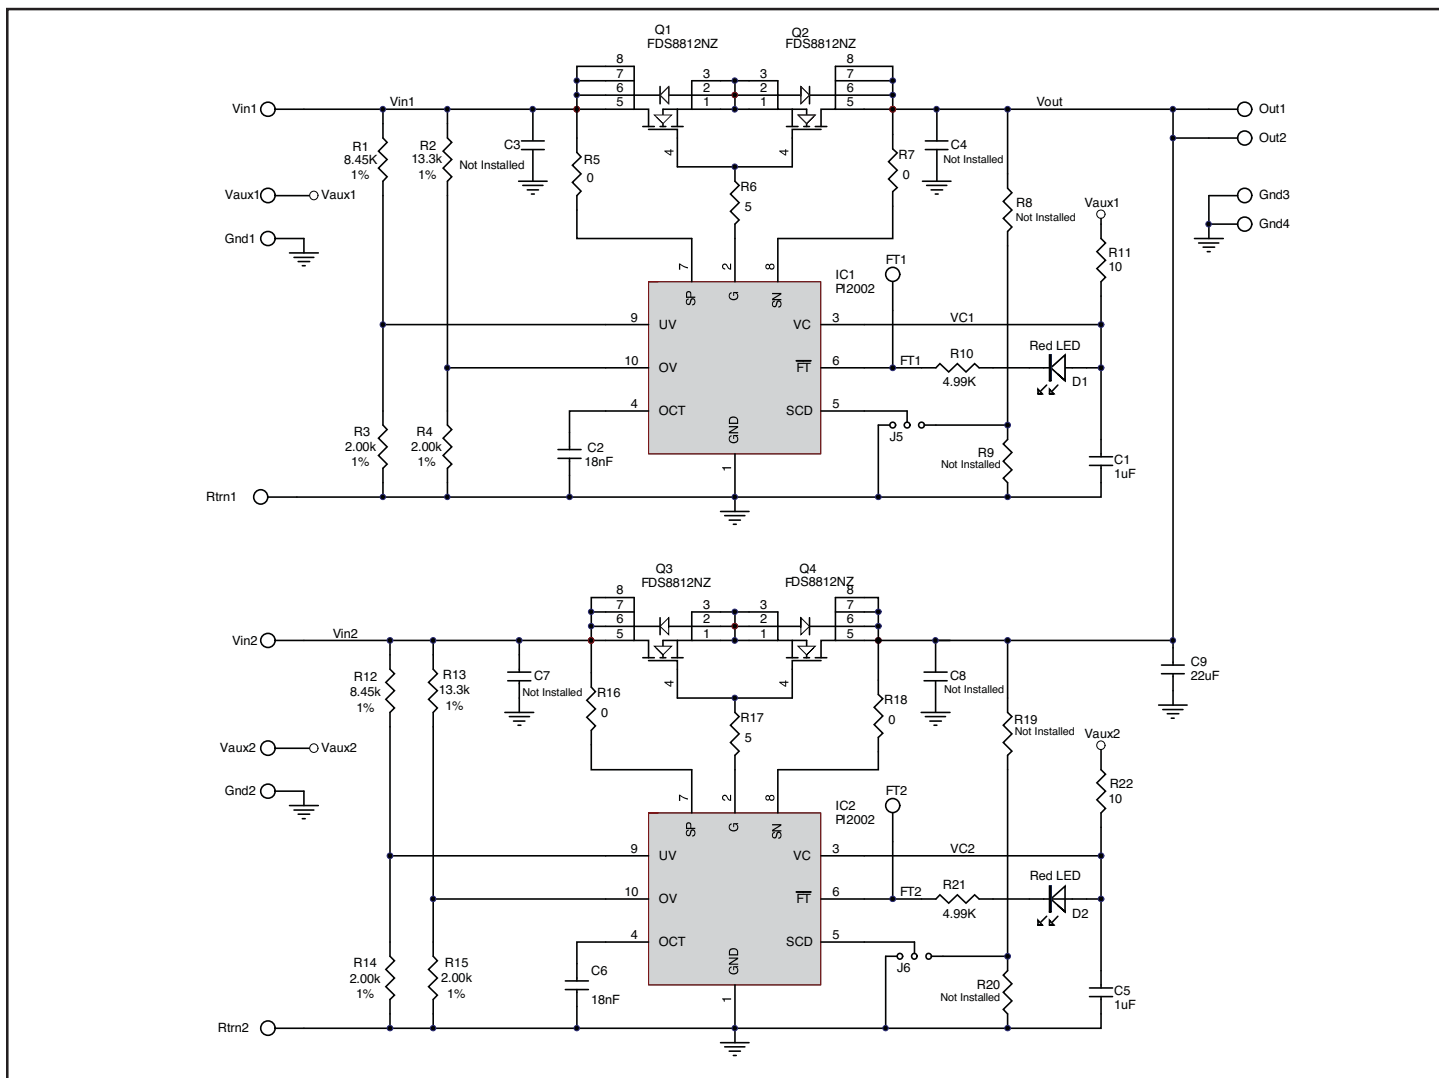 Q1
FDS8812NZ
Q2
FDS8812NZ
8
7
6
5
3
2
1
3
2
1
8
7
6
5
4
4
Vin1
Vin1
Vout
Out1
Out2
R1
8.45K
1%
R2
13.3k
1%
C3
Not Installed
R5
0
R6
5
R7
0
C4
Not Installed
R8
Not Installed
Vaux1
Vaux1
Gnd1
Vaux1
R11
10
Gnd3
Gnd4
7
2
8
FT1
IC1
PI2002
SP
G
SN
9
UV
VC
3
VC1
10
OV
FT
6
FT1
R10
4.99K
Red LED
D1
4
OCT
SCD
5
J5
GND
1
R3
2.00k
1%
R4
2.00k
1%
C2
18nF
R9
Not Installed
C1
1uF
Rtrn1
Q3
FDS8812NZ
Q4
FDS8812NZ
8
7
6
5
3
2
1
3
2
1
8
7
6
5
4
4
Vin2
Vin2
R12
8.45k
1%
R13
13.3k
1%
C7
Not Installed
R16
0
R17
5
R18
0
C8
Not Installed
R19
Not Installed
C9
22uF
Vaux2
Vaux2
Gnd2
Vaux2
R22
10
7
2
8
FT2
IC2
PI2002
SP
G
SN
9
UV
VC
3
VC2
10
OV
FT
6
FT2
R21
4.99K
Red LED
D2
4
OCT
SCD
5
J6
GND
1
R14
2.00k
1%
R15
2.00k
1%
C6
18nF
R20
Not Installed
C5
1uF
Rtrn2